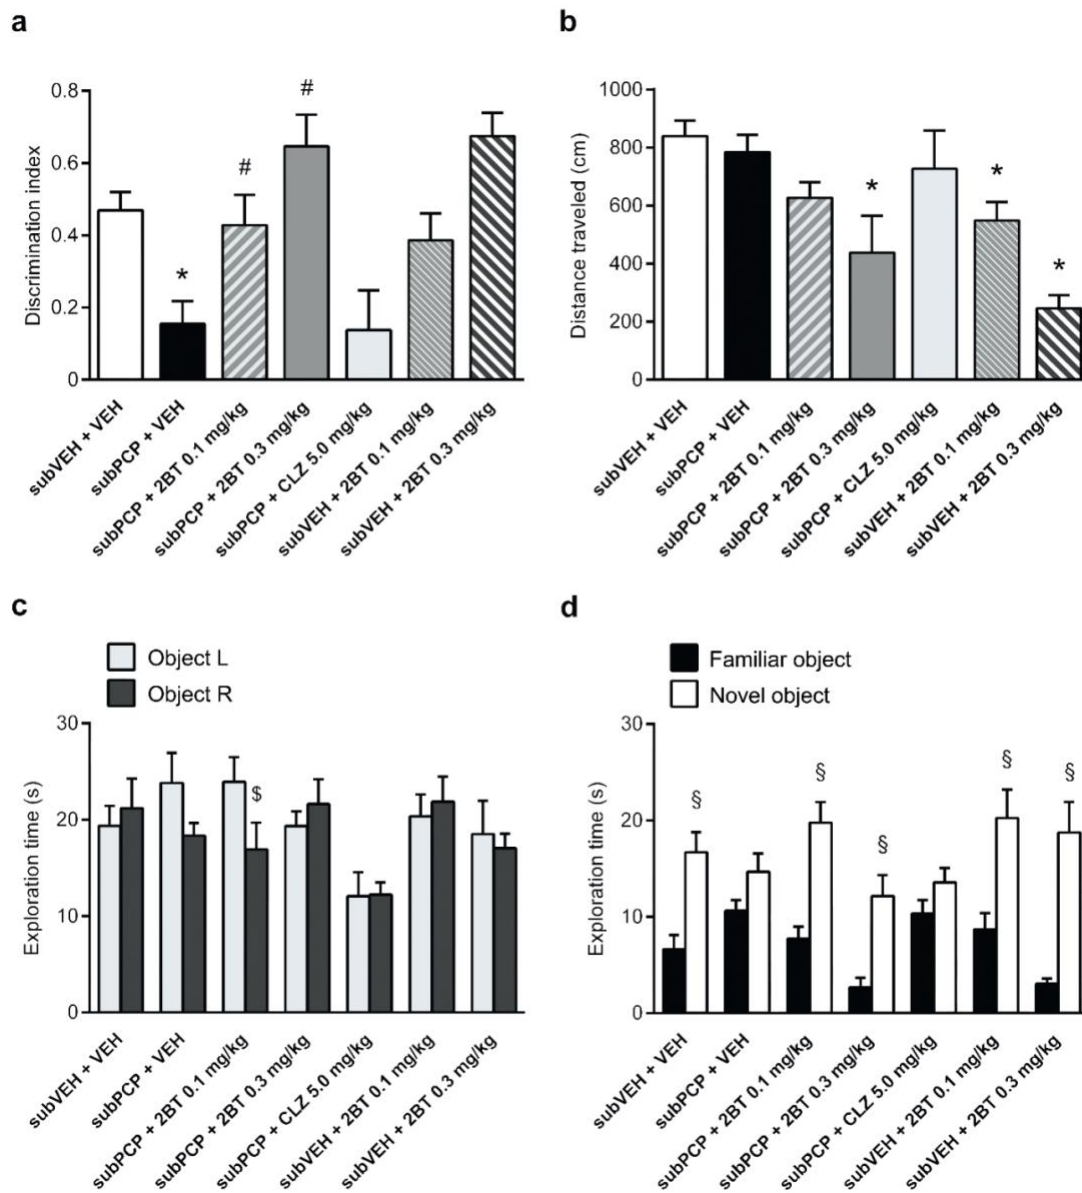 a
Discrimination index
0.8
0.6
0.4
0.2
0
*
#
#
subVEH + VEH
subPCP + VEH
subPCP + 2BT 0.1 mg/kg
subPCP + 2BT 0.3 mg/kg
subPCP + CLZ 5.0 mg/kg
subVEH + 2BT 0.1 mg/kg
subVEH + 2BT 0.3 mg/kg
b
Distance traveled (cm)
1000
800
600
400
200
0
*
*
*
subVEH + VEH
subPCP + VEH
subPCP + 2BT 0.1 mg/kg
subPCP + 2BT 0.3 mg/kg
subPCP + CLZ 5.0 mg/kg
subVEH + 2BT 0.1 mg/kg
subVEH + 2BT 0.3 mg/kg
c
Object L
Object R
Exploration time (s)
30
20
10
0
$
subVEH + VEH
subPCP + VEH
subPCP + 2BT 0.1 mg/kg
subPCP + 2BT 0.3 mg/kg
subPCP + CLZ 5.0 mg/kg
subVEH + 2BT 0.1 mg/kg
subVEH + 2BT 0.3 mg/kg
d
Familiar object
Novel object
Exploration time (s)
30
20
10
0
§
§
§
§
§
subVEH + VEH
subPCP + VEH
subPCP + 2BT 0.1 mg/kg
subPCP + 2BT 0.3 mg/kg
subPCP + CLZ 5.0 mg/kg
subVEH + 2BT 0.1 mg/kg
subVEH + 2BT 0.3 mg/kg